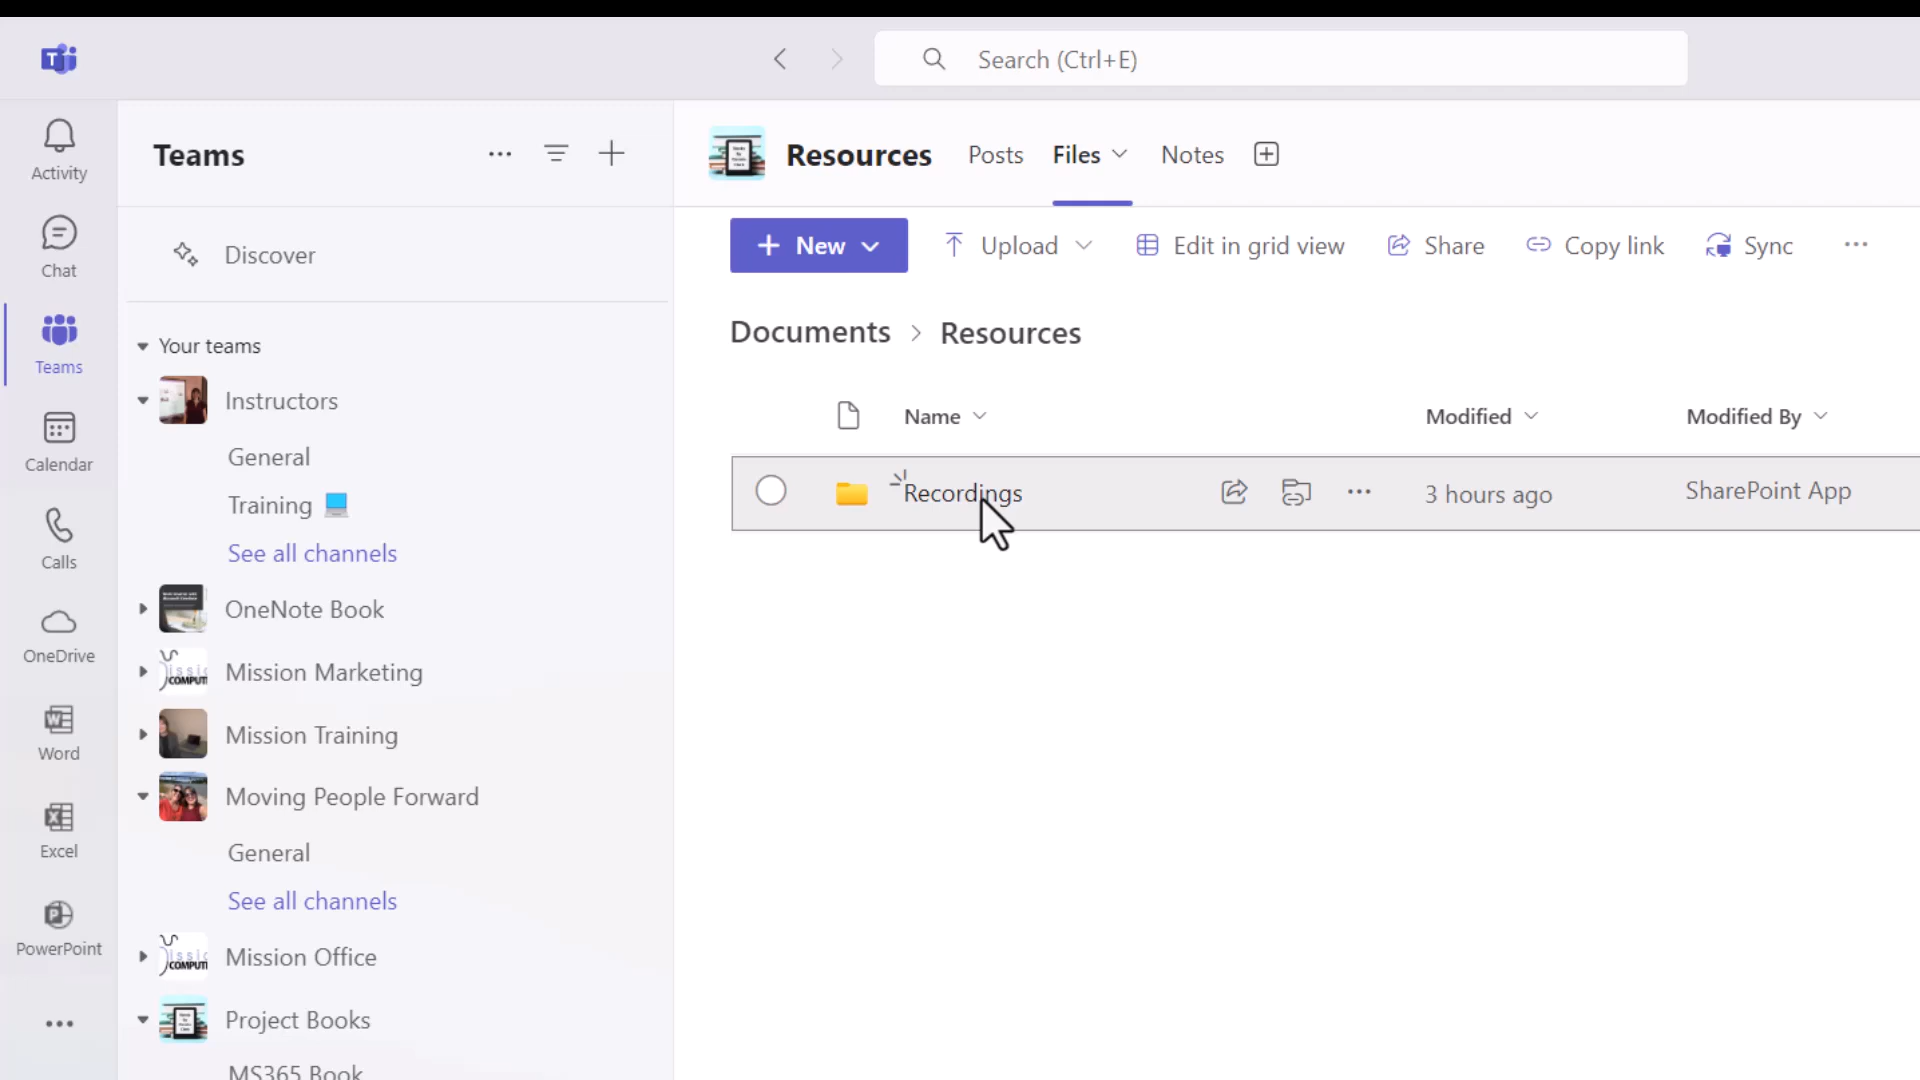 Search (Ctrl+E)
Activity
Chat
Teams
Calendar
Calls
OneDrive
Word
Excel
PowerPoint
Teams
Discover
Your teams
Instructors
General
Training
See all channels
OneNote Book
Mission Marketing
Mission Training
Moving People Forward
General
See all channels
Mission Office
Project Books
MS365 Book
Resources Posts Files Notes
New Upload Edit in grid view Share Copy link Sync
Documents > Resources
Name Modified Modified By
Recordings 3 hours ago SharePoint App